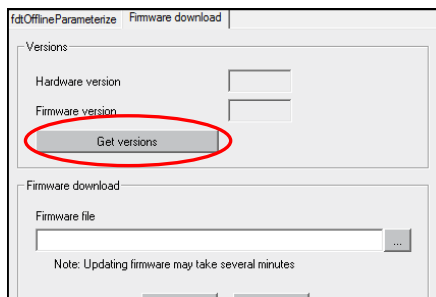 fdtOfflineParameterize Firmware download
Versions
Hardware version
Firmware version
Get versions
Firmware download
Firmware file
...
Note: Updating firmware may take several minutes